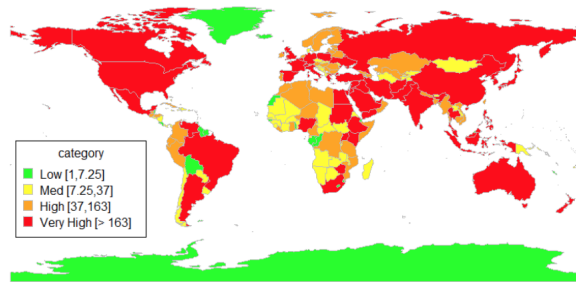 category
Low [1,7.25]
Med [7.25,37]
High [37,163]
Very High [> 163]